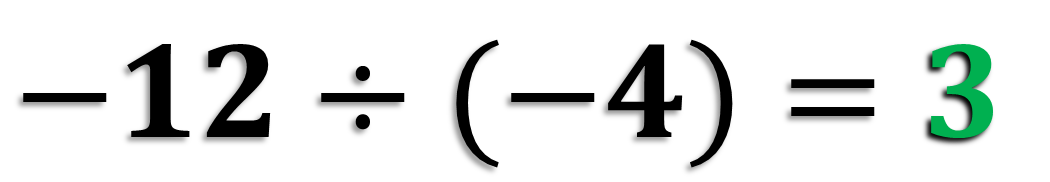 −12 ÷ (−4) = 3